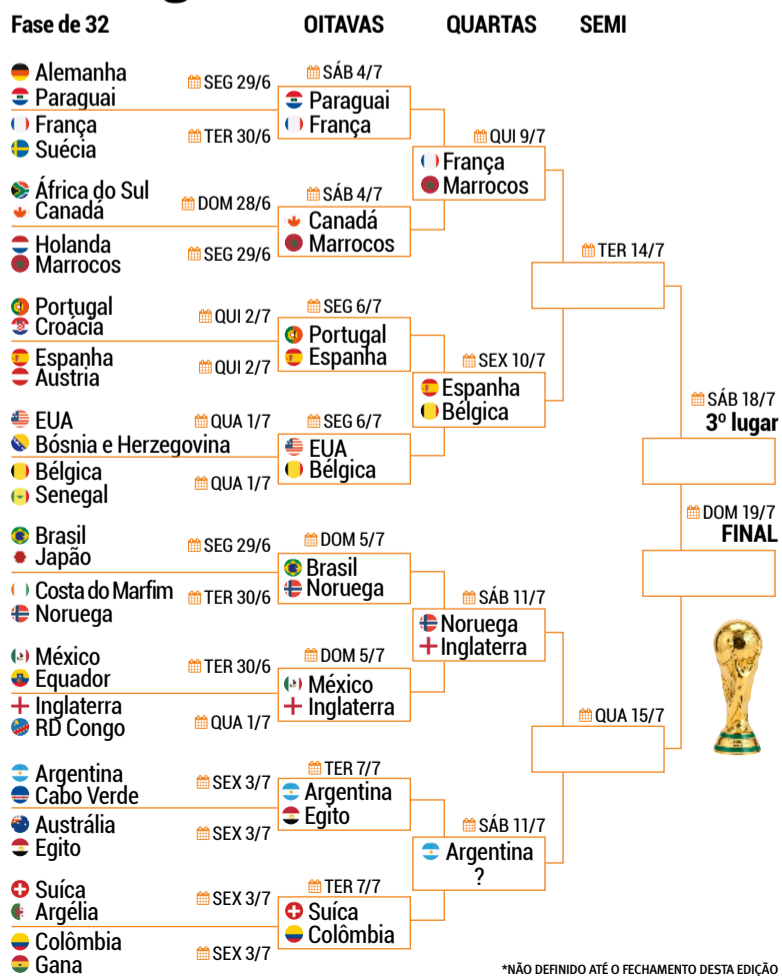 Fase de 32
OITAVAS
QUARTAS
SEMI
Alemanha
Paraguai
SEG 29/6
França
Suécia
TER 30/6
África do Sul
Canadá
DOM 28/6
Holanda
Marrocos
SEG 29/6
Portugal
Croácia
QUI 2/7
Espanha
Austria
QUI 2/7
EUA
Bósnia e Herzegovina
QUA 1/7
Bélgica
Senegal
QUA 1/7
Brasil
Japão
SEG 29/6
Costa do Marfim
Noruega
TER 30/6
México
Equador
TER 30/6
Inglaterra
RD Congo
QUA 1/7
Argentina
Cabo Verde
SEX 3/7
Austrália
Egito
SEX 3/7
Suíça
Argélia
SEX 3/7
Colômbia
Gana
SEX 3/7
SÁB 4/7
Paraguai
França
SÁB 4/7
Canadá
Marrocos
SEG 6/7
Portugal
Espanha
SEG 6/7
EUA
Bélgica
DOM 5/7
Brasil
Noruega
DOM 5/7
México
Inglaterra
TER 7/7
Argentina
Egito
TER 7/7
Suíça
Colômbia
QUI 9/7
França
Marrocos
SEX 10/7
Espanha
Bélgica
SÁB 11/7
Noruega
Inglaterra
SÁB 11/7
Argentina
?
TER 14/7
QUA 15/7
SÁB 18/7
3º lugar
DOM 19/7
FINAL
*NÃO DEFINIDO ATÉ O FECHAMENTO DESTA EDIÇÃO